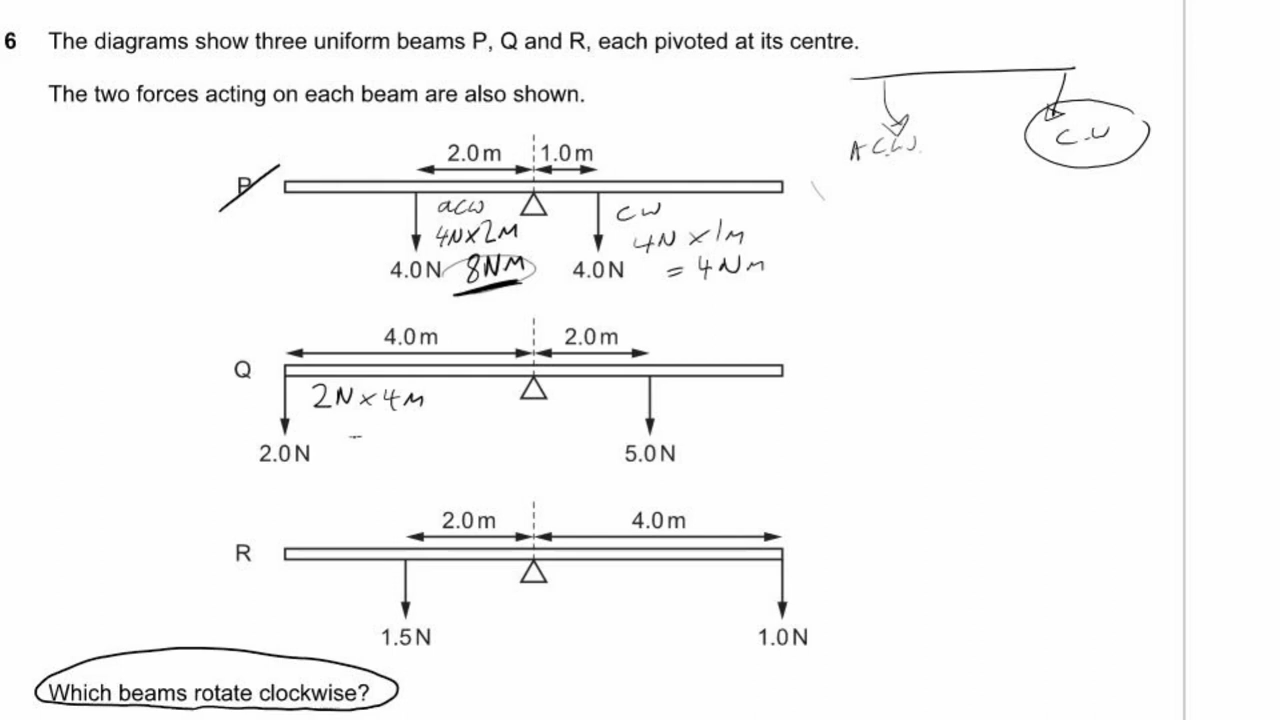 6 The diagrams show three uniform beams P, Q and R, each pivoted at its centre.
The two forces acting on each beam are also shown.
A C.W.
C.W
2.0 m 1.0 m
P
acw
cw
4N×2M
4N ×1M
4.0 N 8NM 4.0 N = 4Nm
4.0 m 2.0 m
Q
2N×4M
=
2.0 N 5.0 N
2.0 m 4.0 m
R
1.5 N 1.0 N
Which beams rotate clockwise?